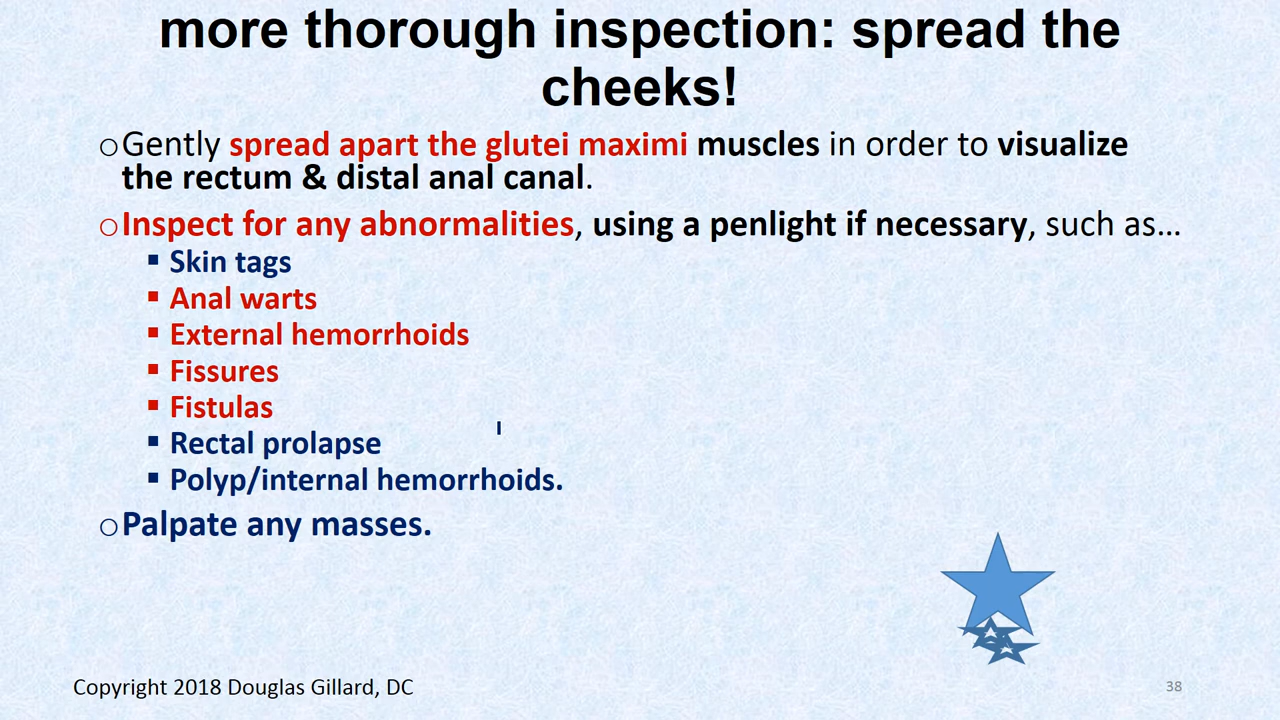 more thorough inspection: spread the
cheeks!
○Gently spread apart the glutei maximi muscles in order to visualize
the rectum & distal anal canal.
○Inspect for any abnormalities, using a penlight if necessary, such as…
▪ Skin tags
▪ Anal warts
▪ External hemorrhoids
▪ Fissures
▪ Fistulas
▪ Rectal prolapse
▪ Polyp/internal hemorrhoids.
○Palpate any masses.
Copyright 2018 Douglas Gillard, DC
38